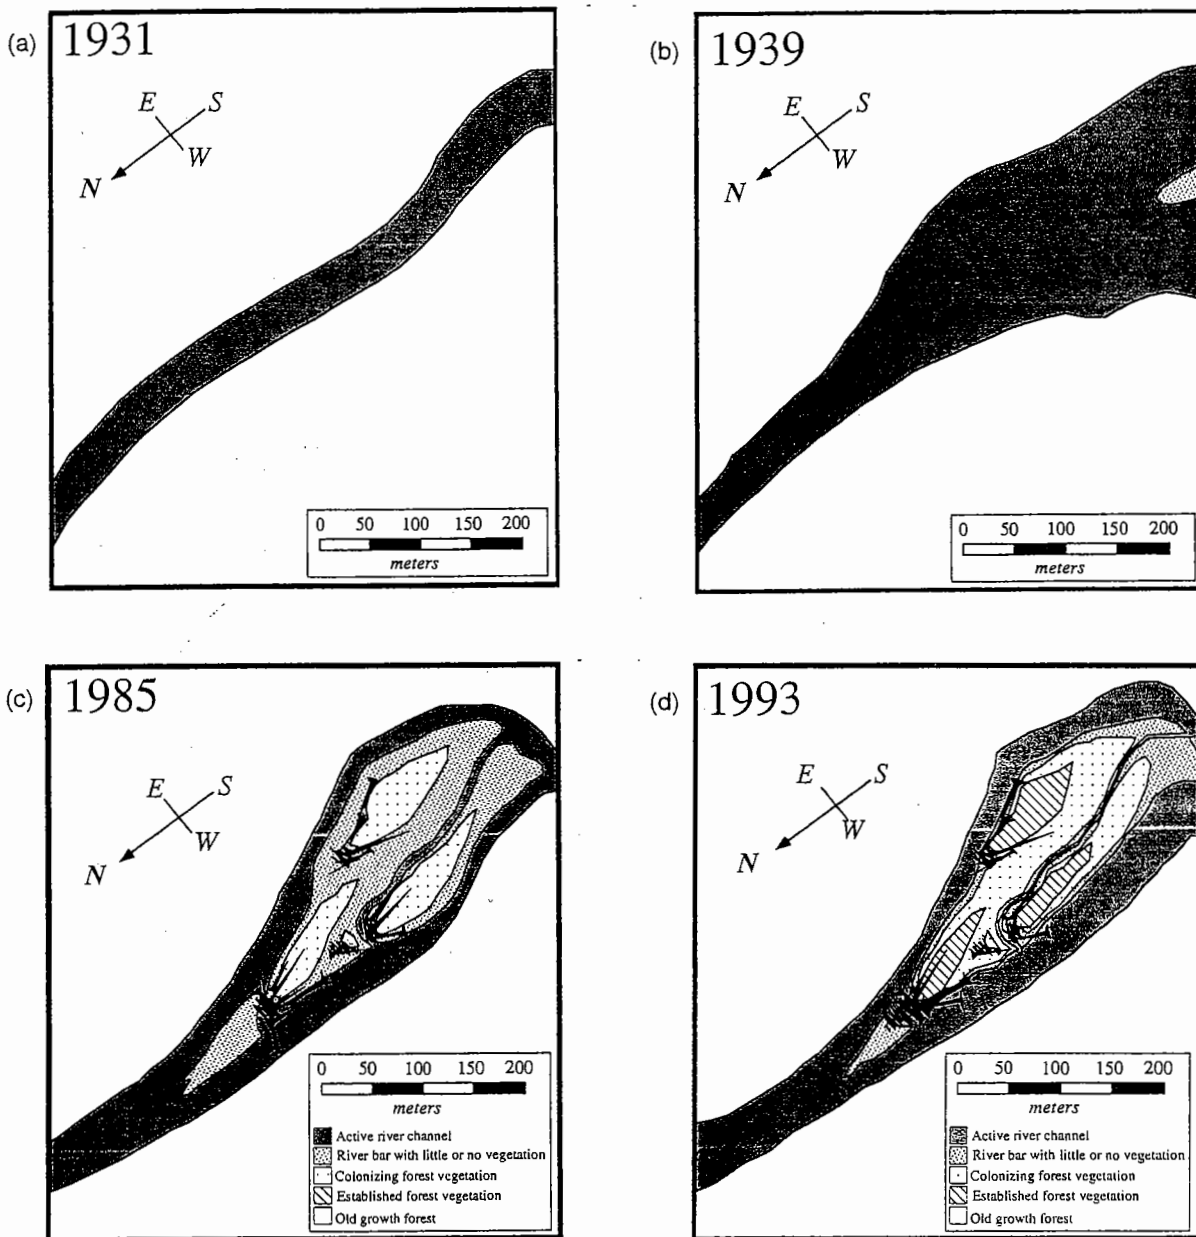 (a) 1931
E S
W
N
0 50 100 150 200
meters
(b) 1939
E S
W
N
0 50 100 150 200
meters
(c) 1985
E S
W
N
0 50 100 150 200
meters
Active river channel
River bar with little or no vegetation
Colonizing forest vegetation
Established forest vegetation
Old growth forest
(d) 1993
E S
W
N
0 50 100 150 200
meters
Active river channel
River bar with little or no vegetation
Colonizing forest vegetation
Established forest vegetation
Old growth forest